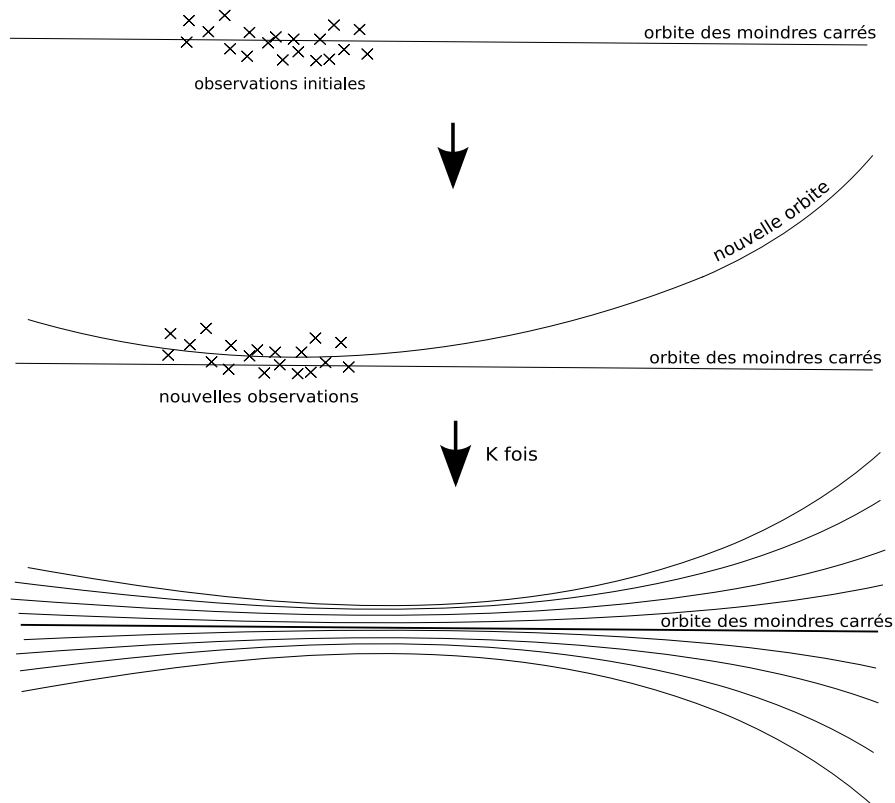 orbite des moindres carrés
observations initiales
nouvelle orbite
orbite des moindres carrés
nouvelles observations
K fois
orbite des moindres carrés